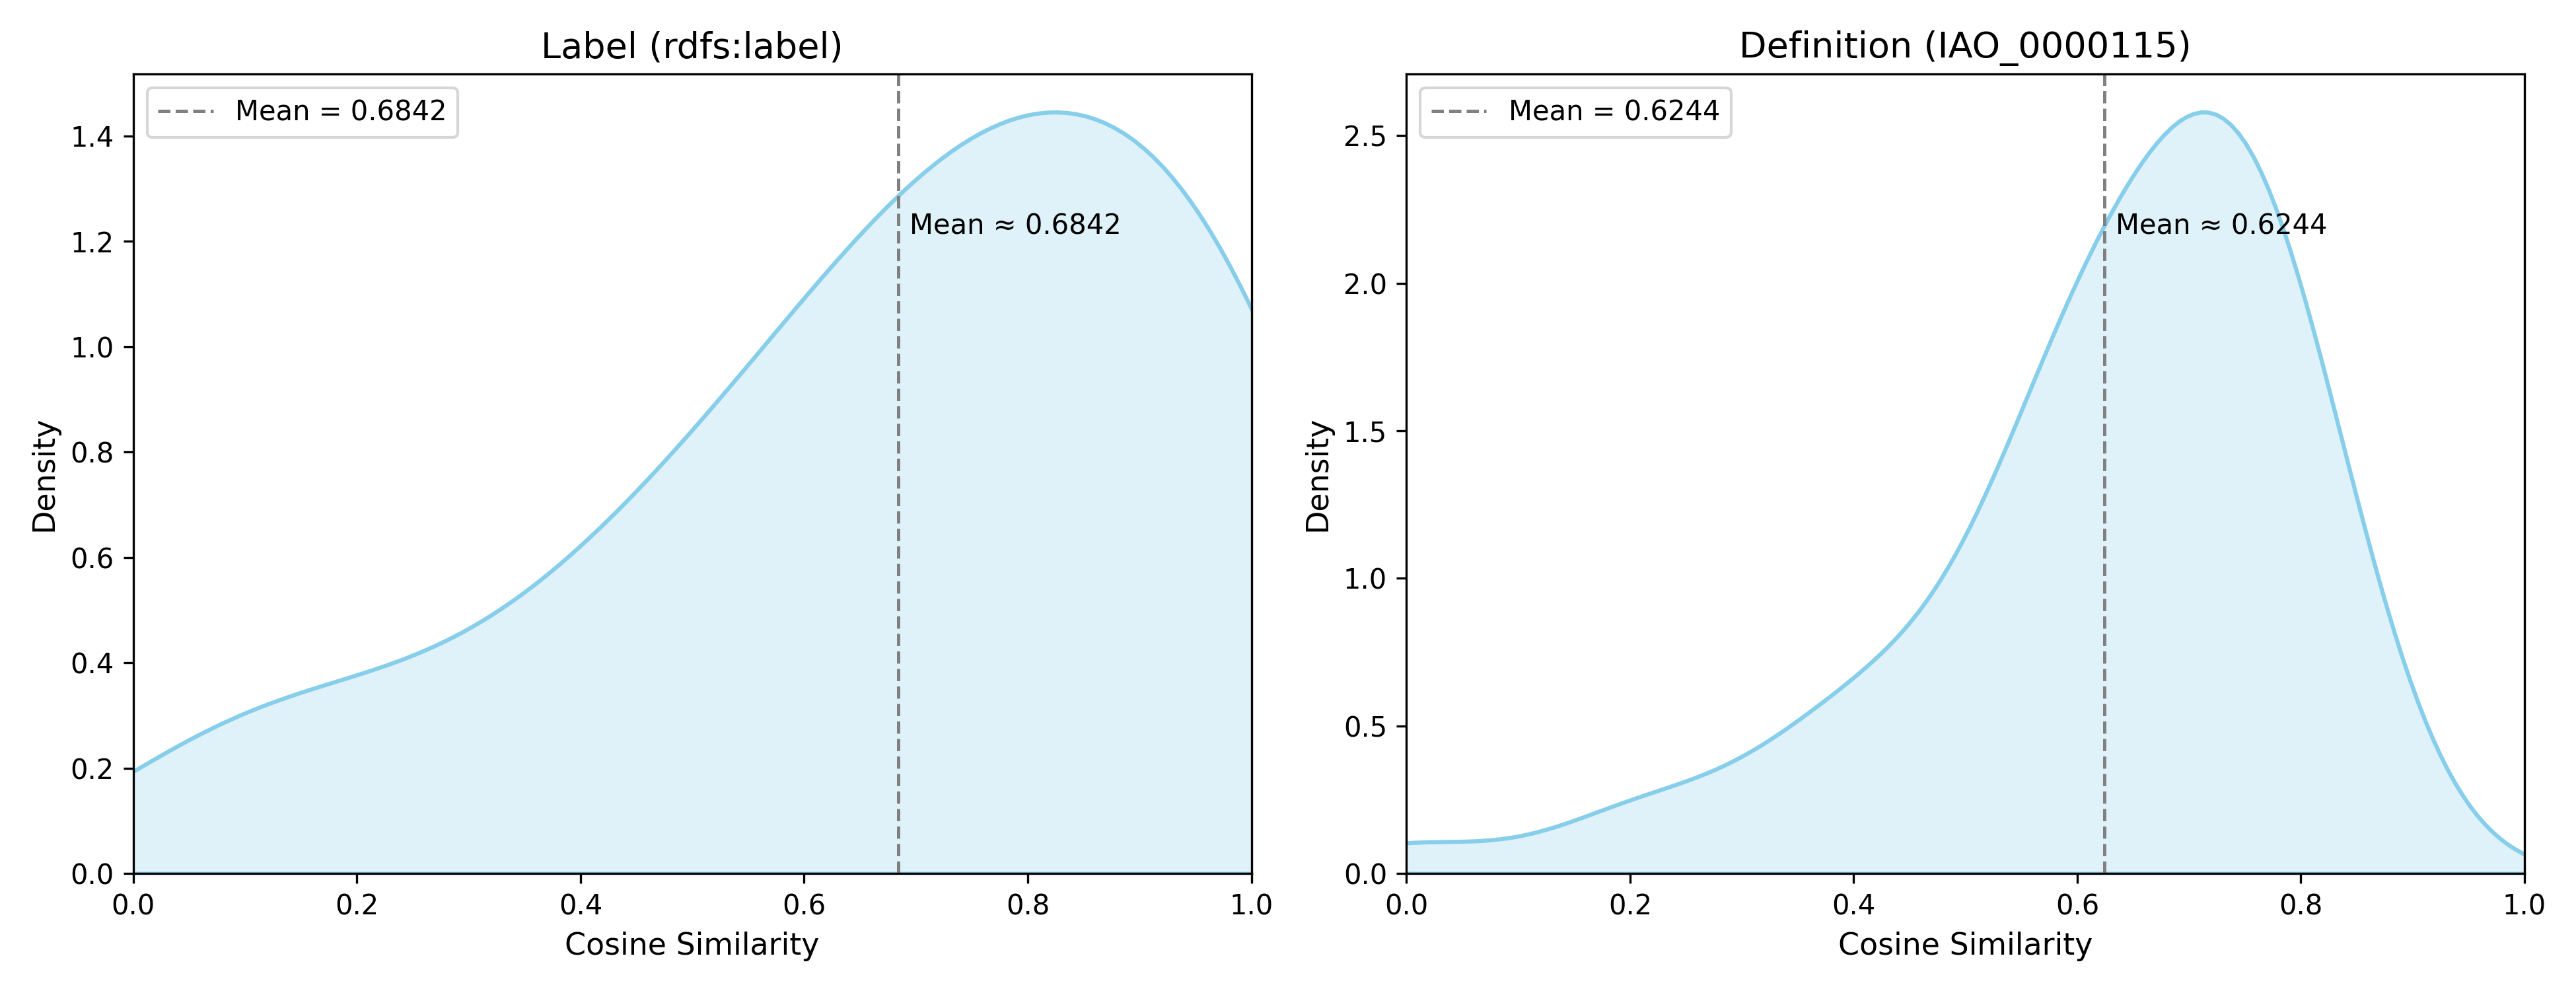 Label (rdfs:label)
Mean = 0.6842
Mean ≈ 0.6842
Density
1.4
1.2
1.0
0.8
0.6
0.4
0.2
0.0
0.0 0.2 0.4 0.6 0.8 1.0
Cosine Similarity
Definition (IAO_0000115)
Mean = 0.6244
Mean ≈ 0.6244
Density
2.5
2.0
1.5
1.0
0.5
0.0
0.0 0.2 0.4 0.6 0.8 1.0
Cosine Similarity